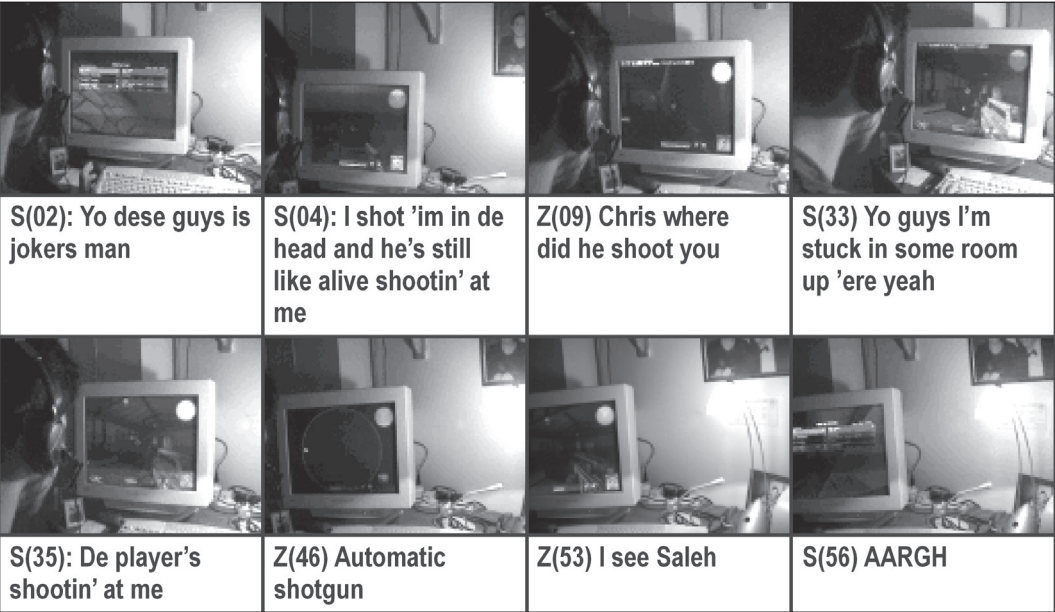 S(02): Yo dese guys is
jokers man
S(04): I shot ’im in de
head and he’s still
like alive shootin’ at
me
Z(09) Chris where
did he shoot you
S(33) Yo guys I’m
stuck in some room
up ’ere yeah
S(35): De player’s
shootin’ at me
Z(46) Automatic
shotgun
Z(53) I see Saleh
S(56) AARGH